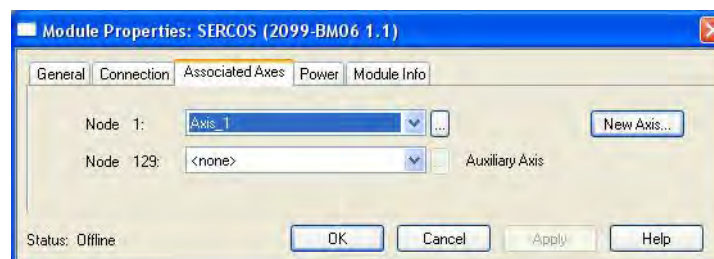 Module Properties: SERCOS (2099-BM06 1.1)
General Connection Associated Axes Power Module Info
Node 1: Axis_1 ... New Axis...
Node 129: <none> Auxiliary Axis
Status: Offline OK Cancel Apply Help